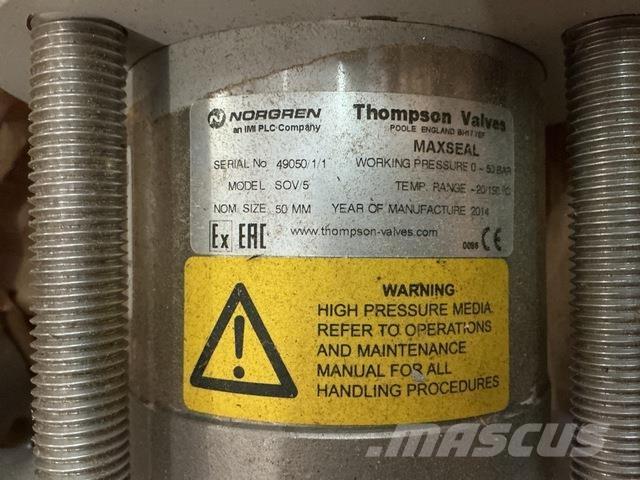 NORGREN
an IMI PLC Company
Thompson Valves
POOLE ENGLAND BH17 7EF
MAXSEAL
SERIAL No 49050/1/1 WORKING PRESSURE 0 - 50 BAR
MODEL SOV/5 TEMP. RANGE -20/150 °C
NOM. SIZE 50 MM YEAR OF MANUFACTURE 2014
Ex EAC www.thompson-valves.com 0086 CE
WARNING
HIGH PRESSURE MEDIA
REFER TO OPERATIONS
AND MAINTENANCE
MANUAL FOR ALL
HANDLING PROCEDURES
MASCUS